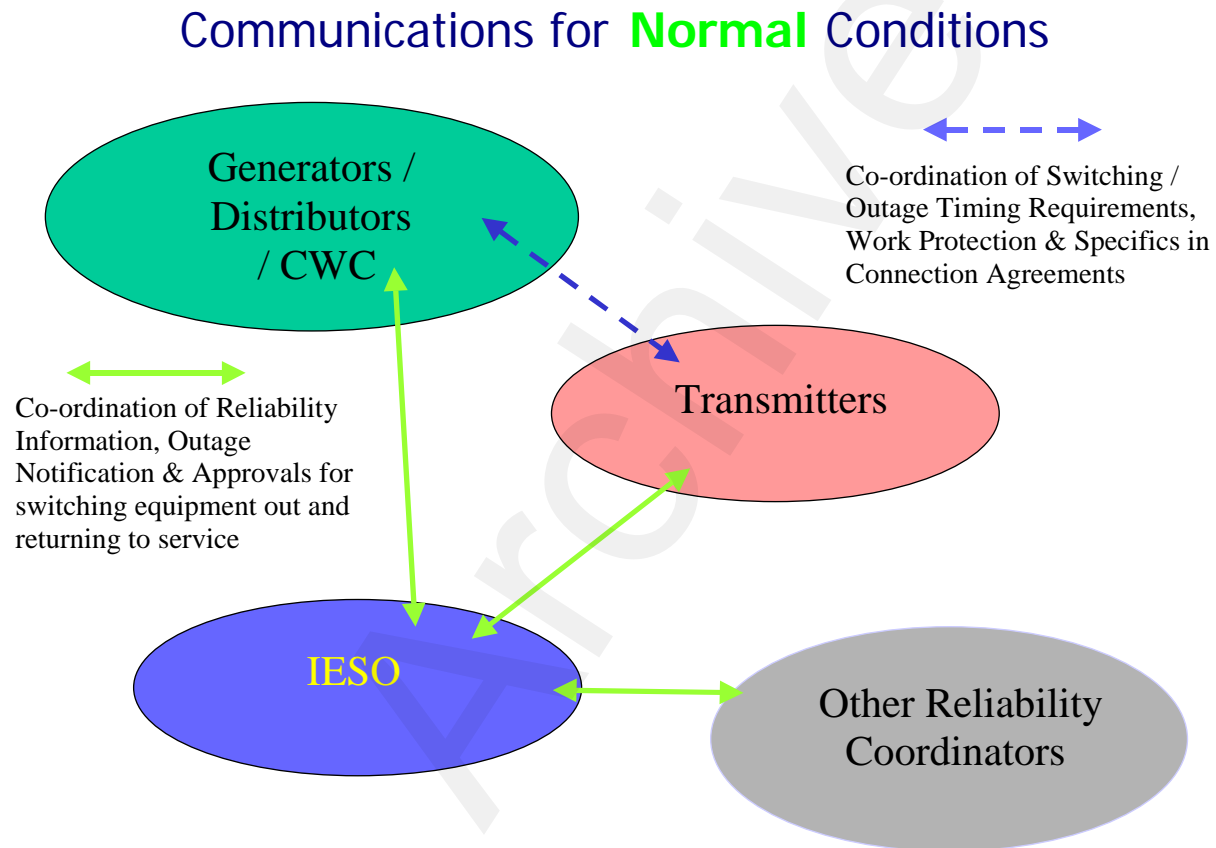 Communications for Normal Conditions
Generators /
Distributors
/ CWC
Co-ordination of Switching /
Outage Timing Requirements,
Work Protection & Specifics in
Connection Agreements
Transmitters
Co-ordination of Reliability
Information, Outage
Notification & Approvals for
switching equipment out and
returning to service
IESO
Other Reliability
Coordinators